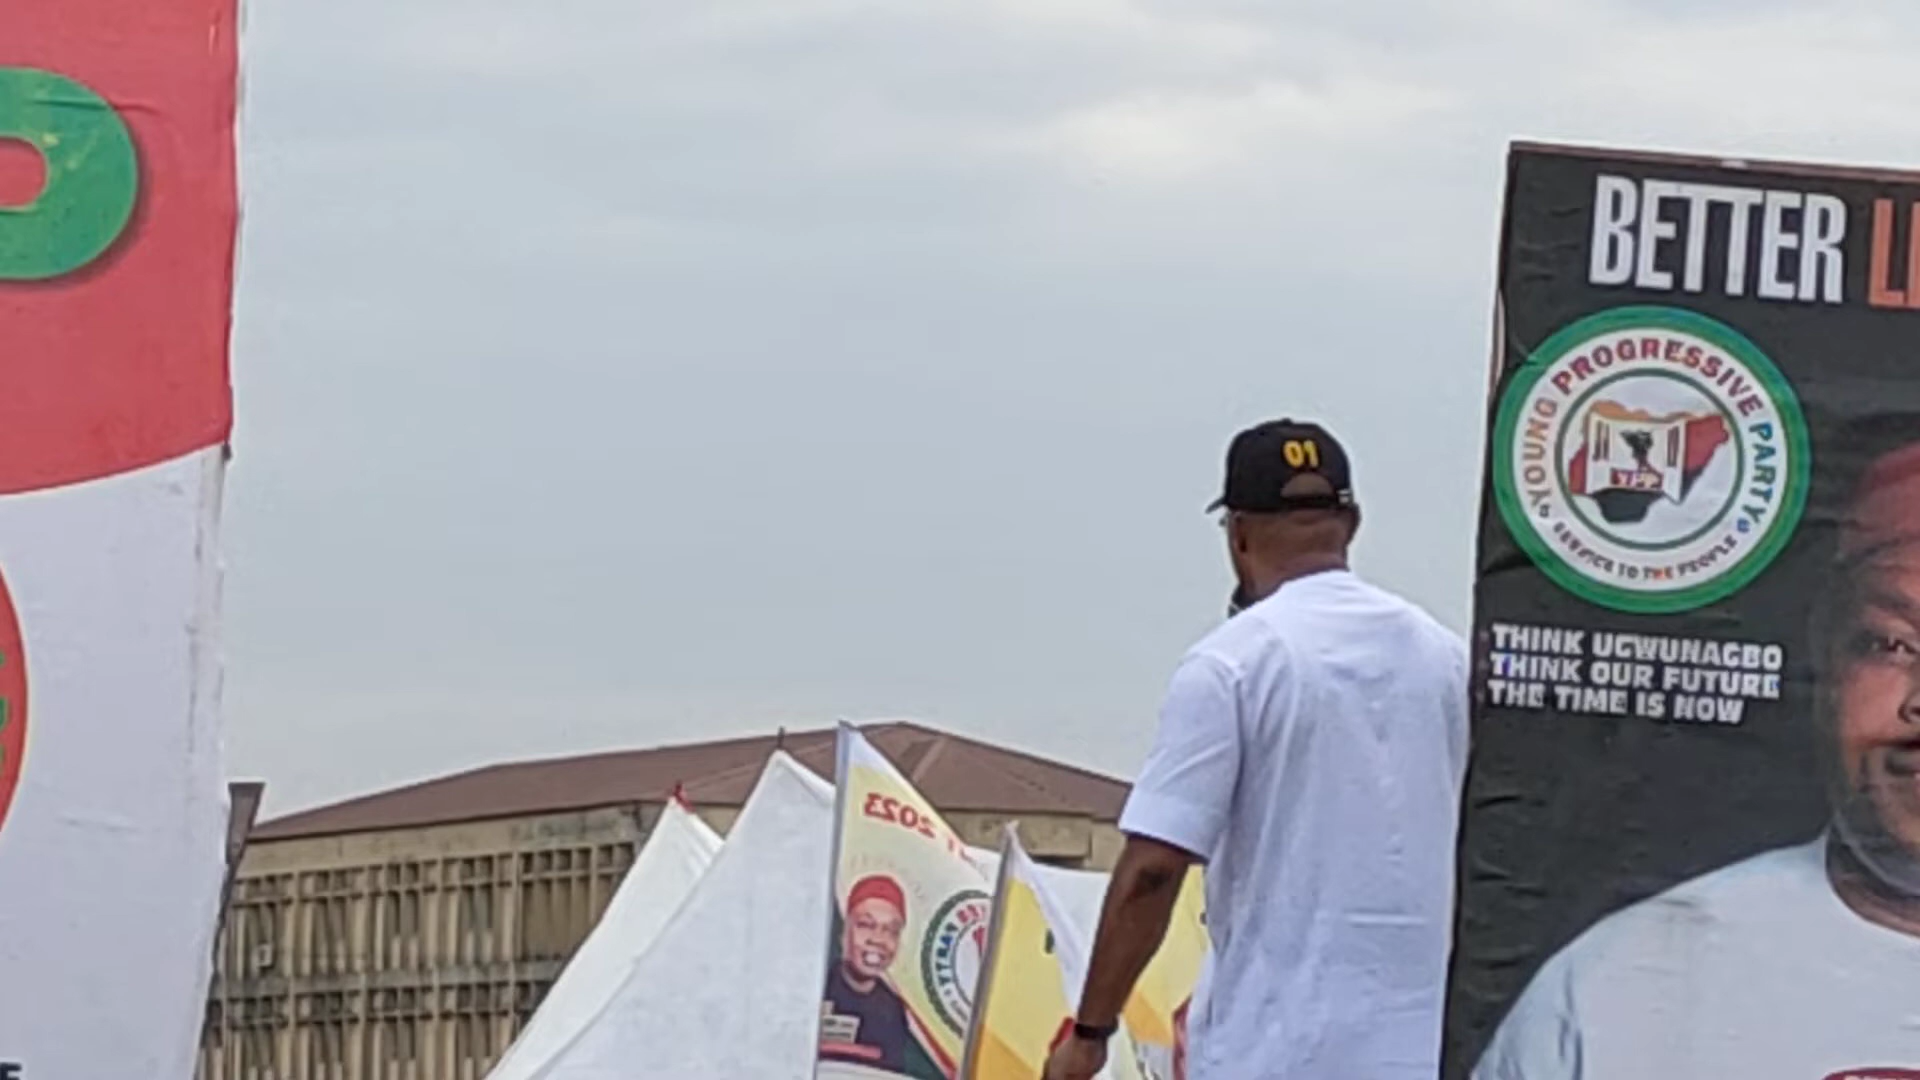 BETTER
YOUNG PROGRESSIVE PARTY
YPP
SERVICE TO THE PEOPLE
THINK UGWUNAGBO
THINK OUR FUTURE
THE TIME IS NOW
01
2023
PARTY